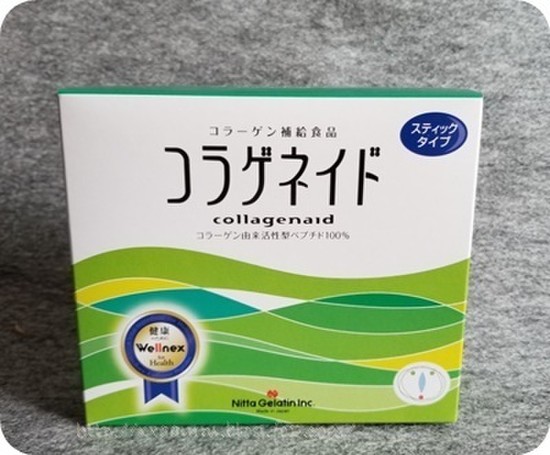 コラーゲン補給食品
スティック
タイプ
コラゲネイド
collagenaid
コラーゲン由来活性型ペプチド100%
健康
Wellnex
for
Health
Nitta Gelatin Inc.
Made in Japan